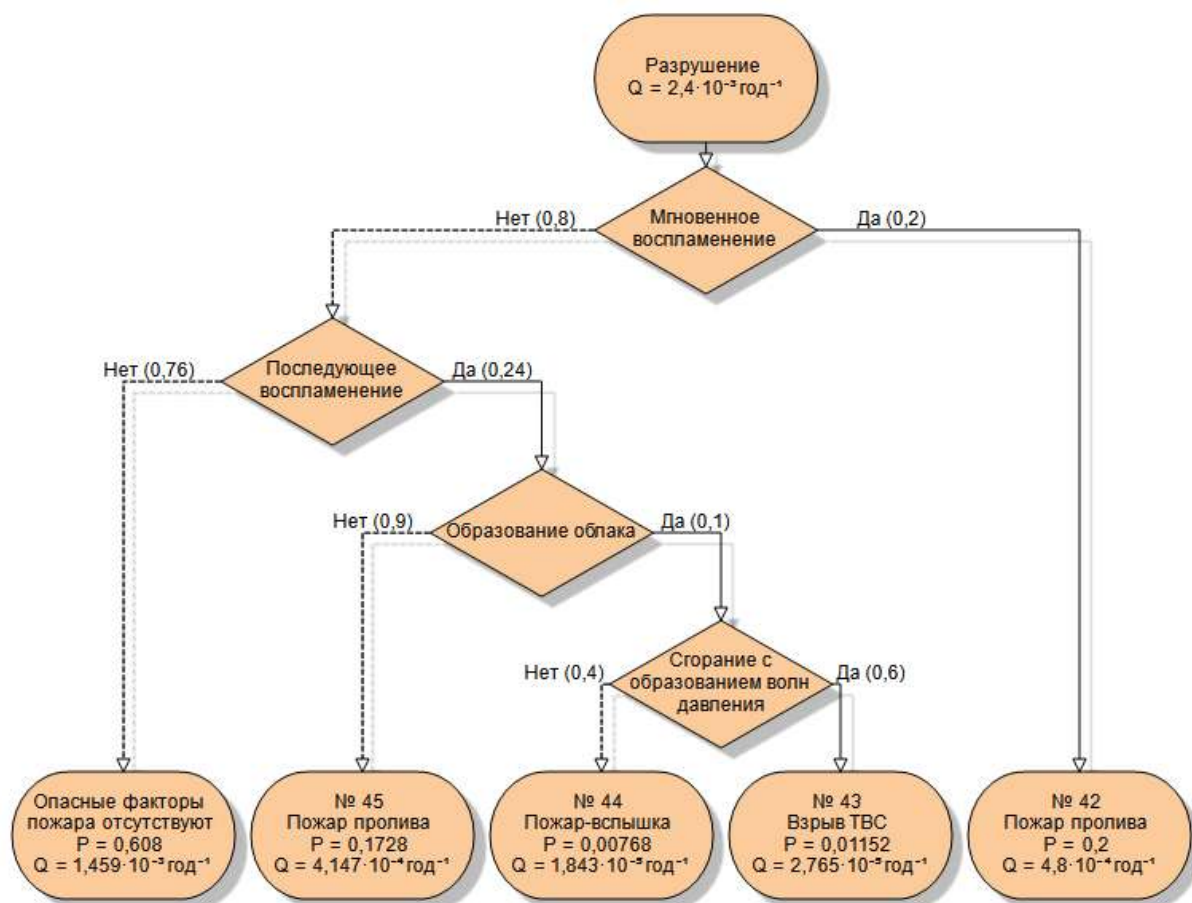 Разрушение
Q = 2,4·10⁻³ год⁻¹
Нет (0,8)
Мгновенное
воспламенение
Да (0,2)
Нет (0,76)
Последующее
воспламенение
Да (0,24)
Нет (0,9)
Образование облака
Да (0,1)
Нет (0,4)
Сгорание с
образованием волн
давления
Да (0,6)
Опасные факторы
пожара отсутствуют
P = 0,608
Q = 1,459·10⁻³ год⁻¹
№ 45
Пожар пролива
P = 0,1728
Q = 4,147·10⁻⁴ год⁻¹
№ 44
Пожар-вспышка
P = 0,00768
Q = 1,843·10⁻⁵ год⁻¹
№ 43
Взрыв ТВС
P = 0,01152
Q = 2,765·10⁻⁵ год⁻¹
№ 42
Пожар пролива
P = 0,2
Q = 4,8·10⁻⁴ год⁻¹